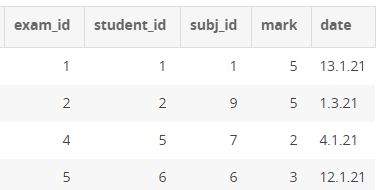 exam_id student_id subj_id mark date
1 1 1 5 13.1.21
2 2 9 5 1.3.21
4 5 7 2 4.1.21
5 6 6 3 12.1.21